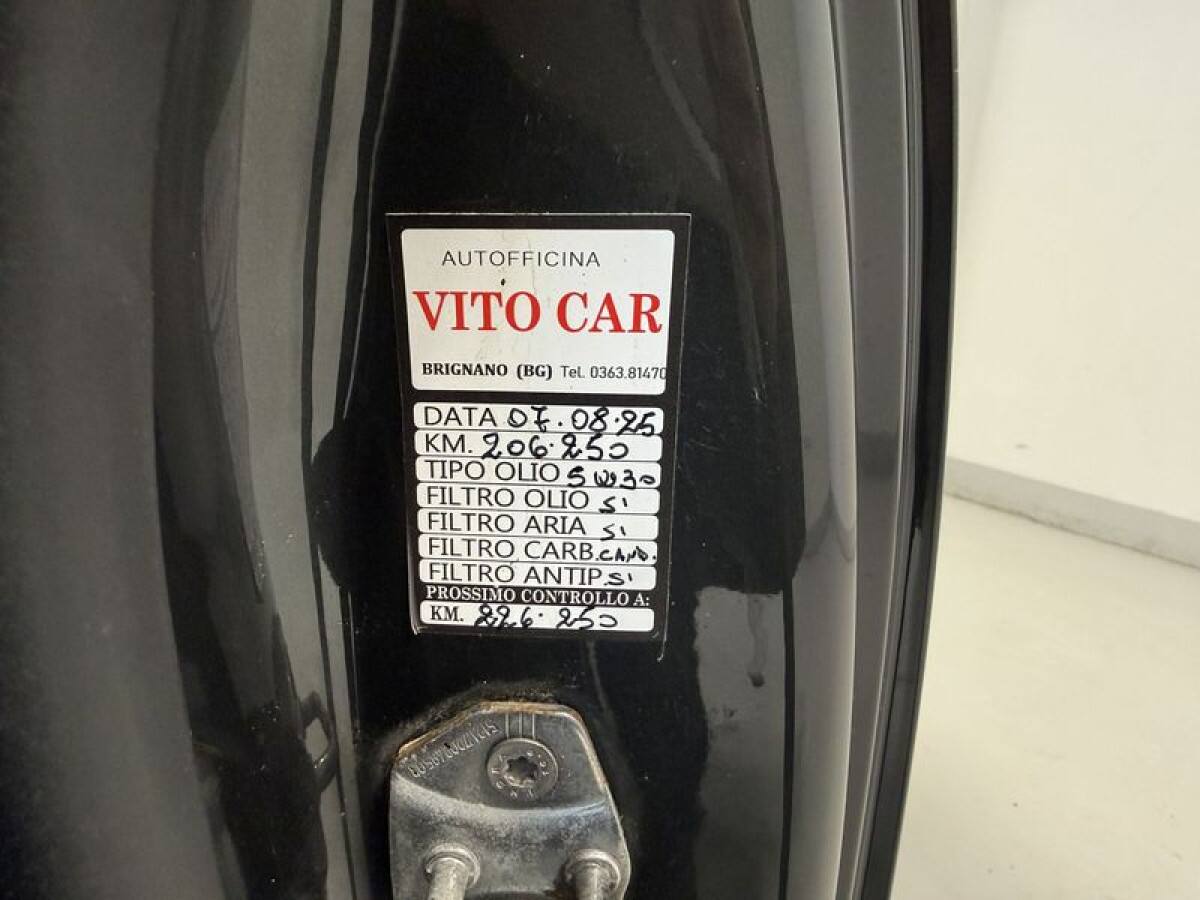 AUTOFFICINA
VITO CAR
BRIGNANO (BG) Tel. 0363.81470
DATA 07.08.25
KM. 206.250
TIPO OLIO 5W30
FILTRO OLIO SI
FILTRO ARIA SI
FILTRO CARB. CAND.
FILTRO ANTIP. SI
PROSSIMO CONTROLLO A:
KM. 226.250